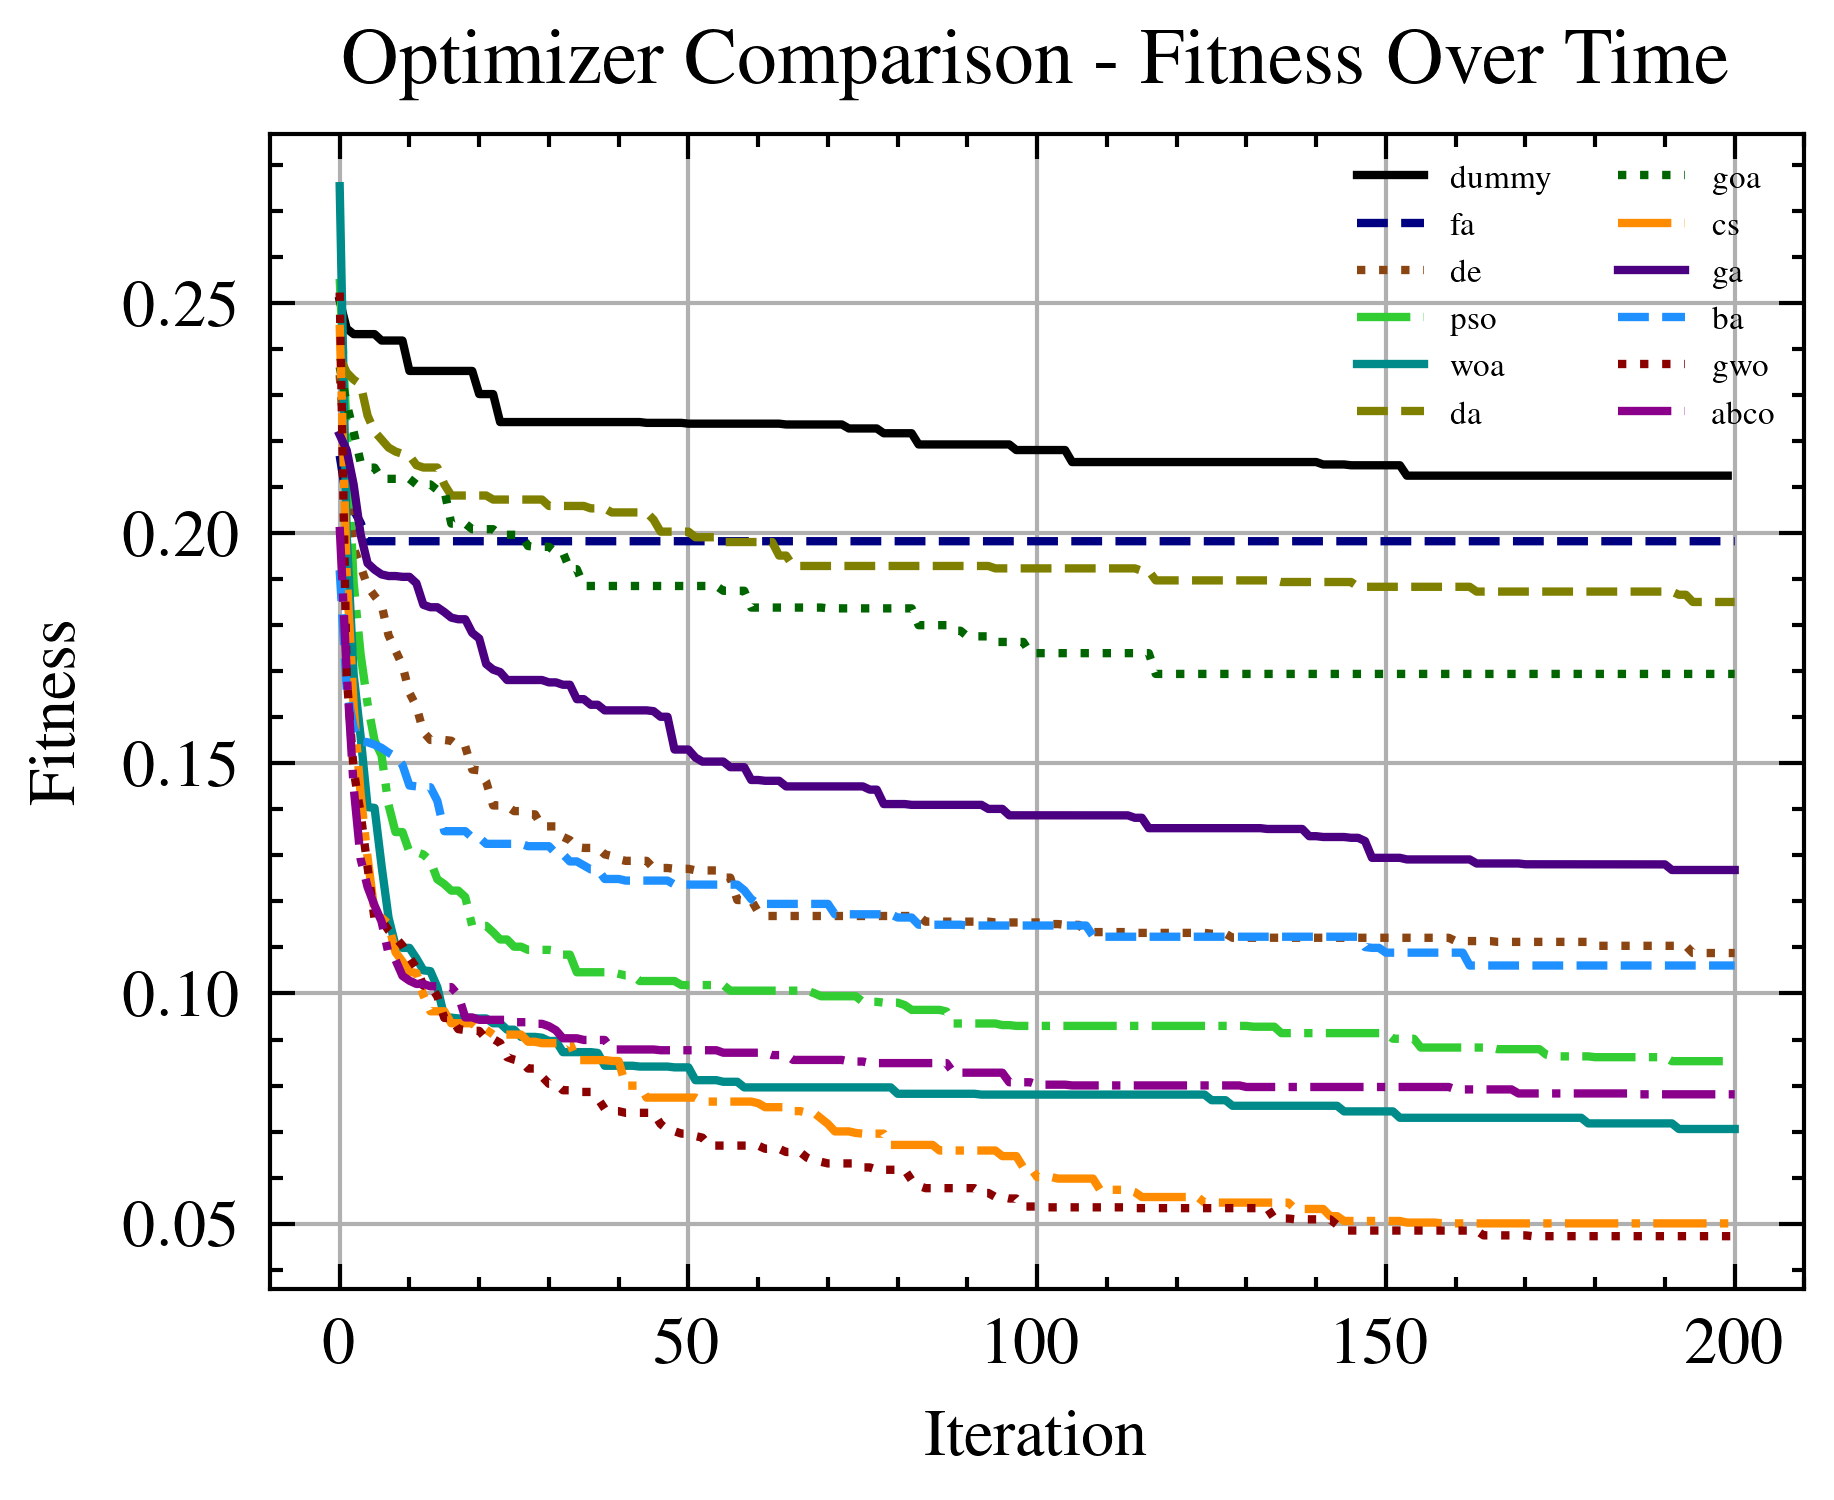 Optimizer Comparison - Fitness Over Time
dummy
fa
de
pso
woa
da
goa
cs
ga
ba
gwo
abco
0.25
0.20
0.15
0.10
0.05
Fitness
0 50 100 150 200
Iteration